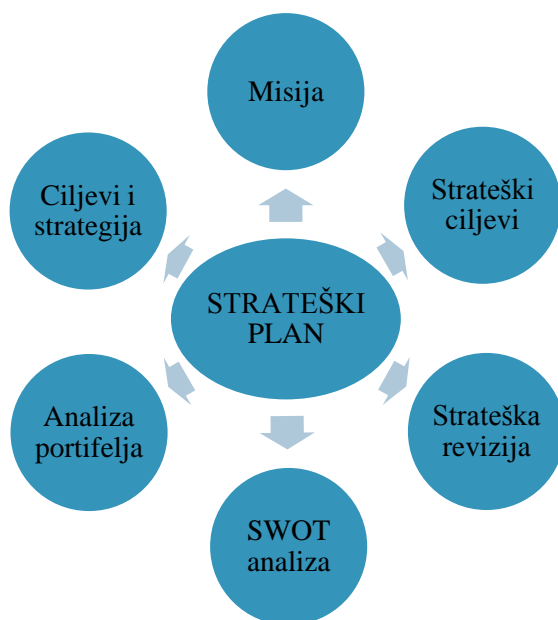 Misija
Strateški
ciljevi
Ciljevi i
strategija
STRATEŠKI
PLAN
Strateška
revizija
Analiza
portifelja
SWOT
analiza